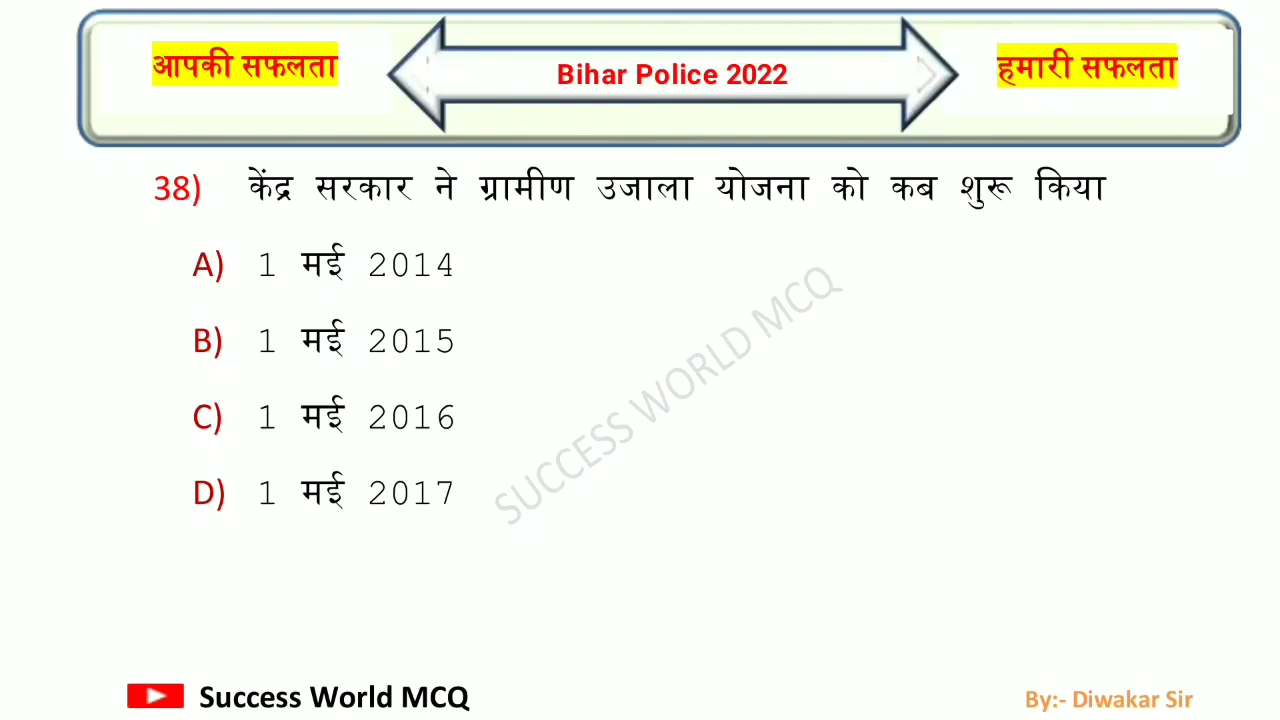 आपकी सफलता
Bihar Police 2022
हमारी सफलता
38) केंद्र सरकार ने ग्रामीण उजाला योजना को कब शुरू किया
A) 1 मई 2014
B) 1 मई 2015
C) 1 मई 2016
D) 1 मई 2017
SUCCESS WORLD MCQ
Success World MCQ
By:- Diwakar Sir